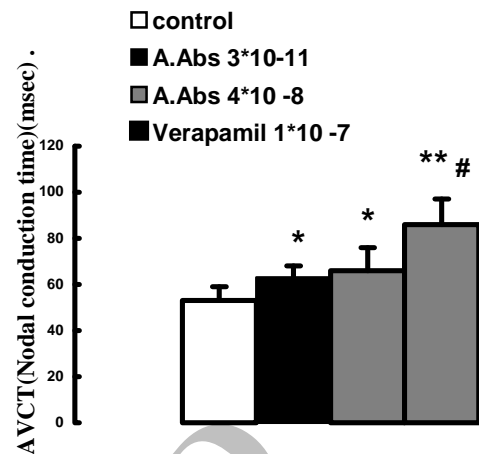 control
A.Abs 3*10-11
A.Abs 4*10 -8
Verapamil 1*10 -7
AVCT(Nodal conduction time)(msec) .
120
100
80
60
40
20
0
*
*
** #